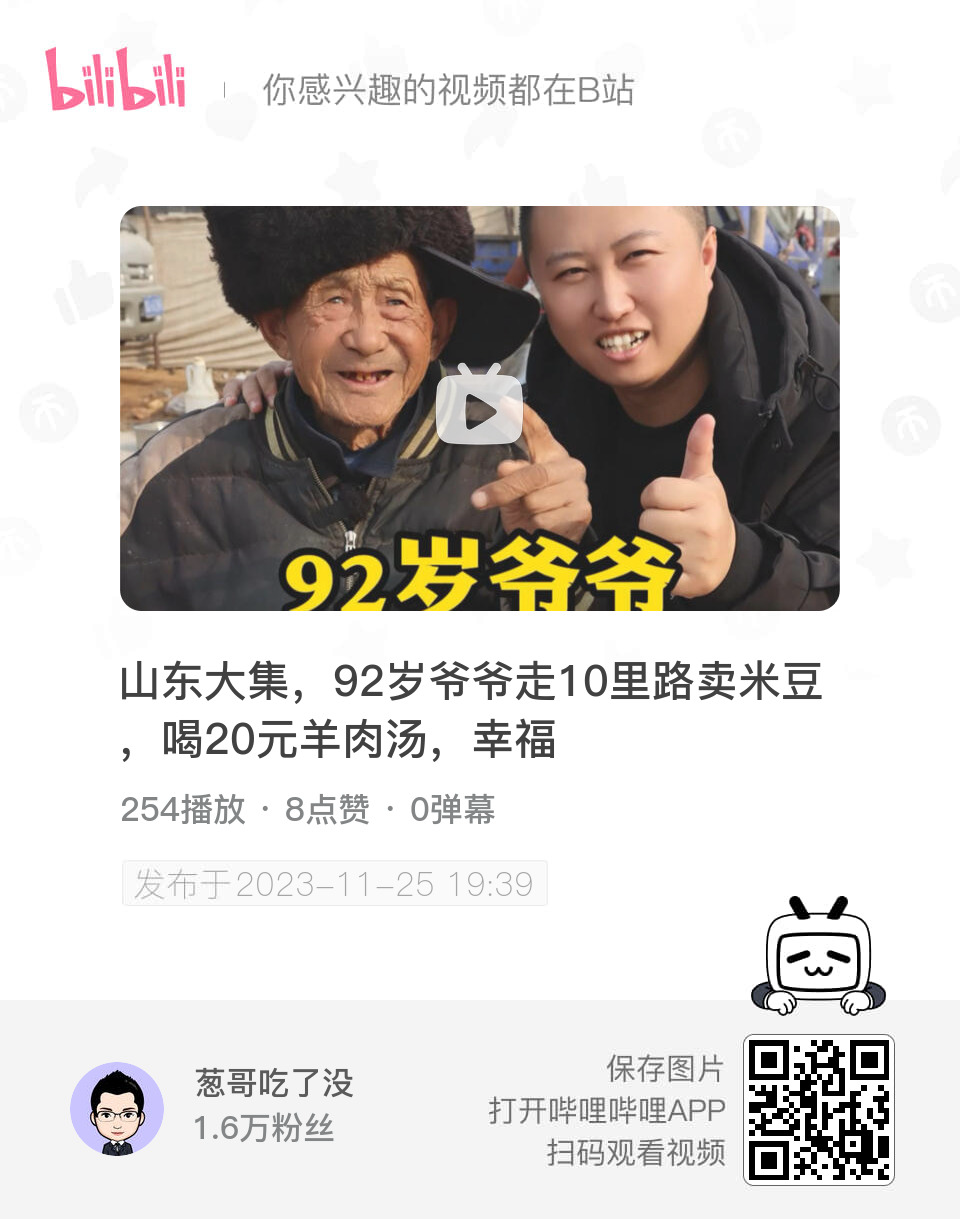 bilibili
你感兴趣的视频都在B站
92岁爷爷
山东大集，92岁爷爷走10里路卖米豆
，喝20元羊肉汤，幸福
254播放 · 8点赞 · 0弹幕
发布于2023-11-25 19:39
葱哥吃了没
1.6万粉丝
保存图片
打开哔哩哔哩APP
扫码观看视频